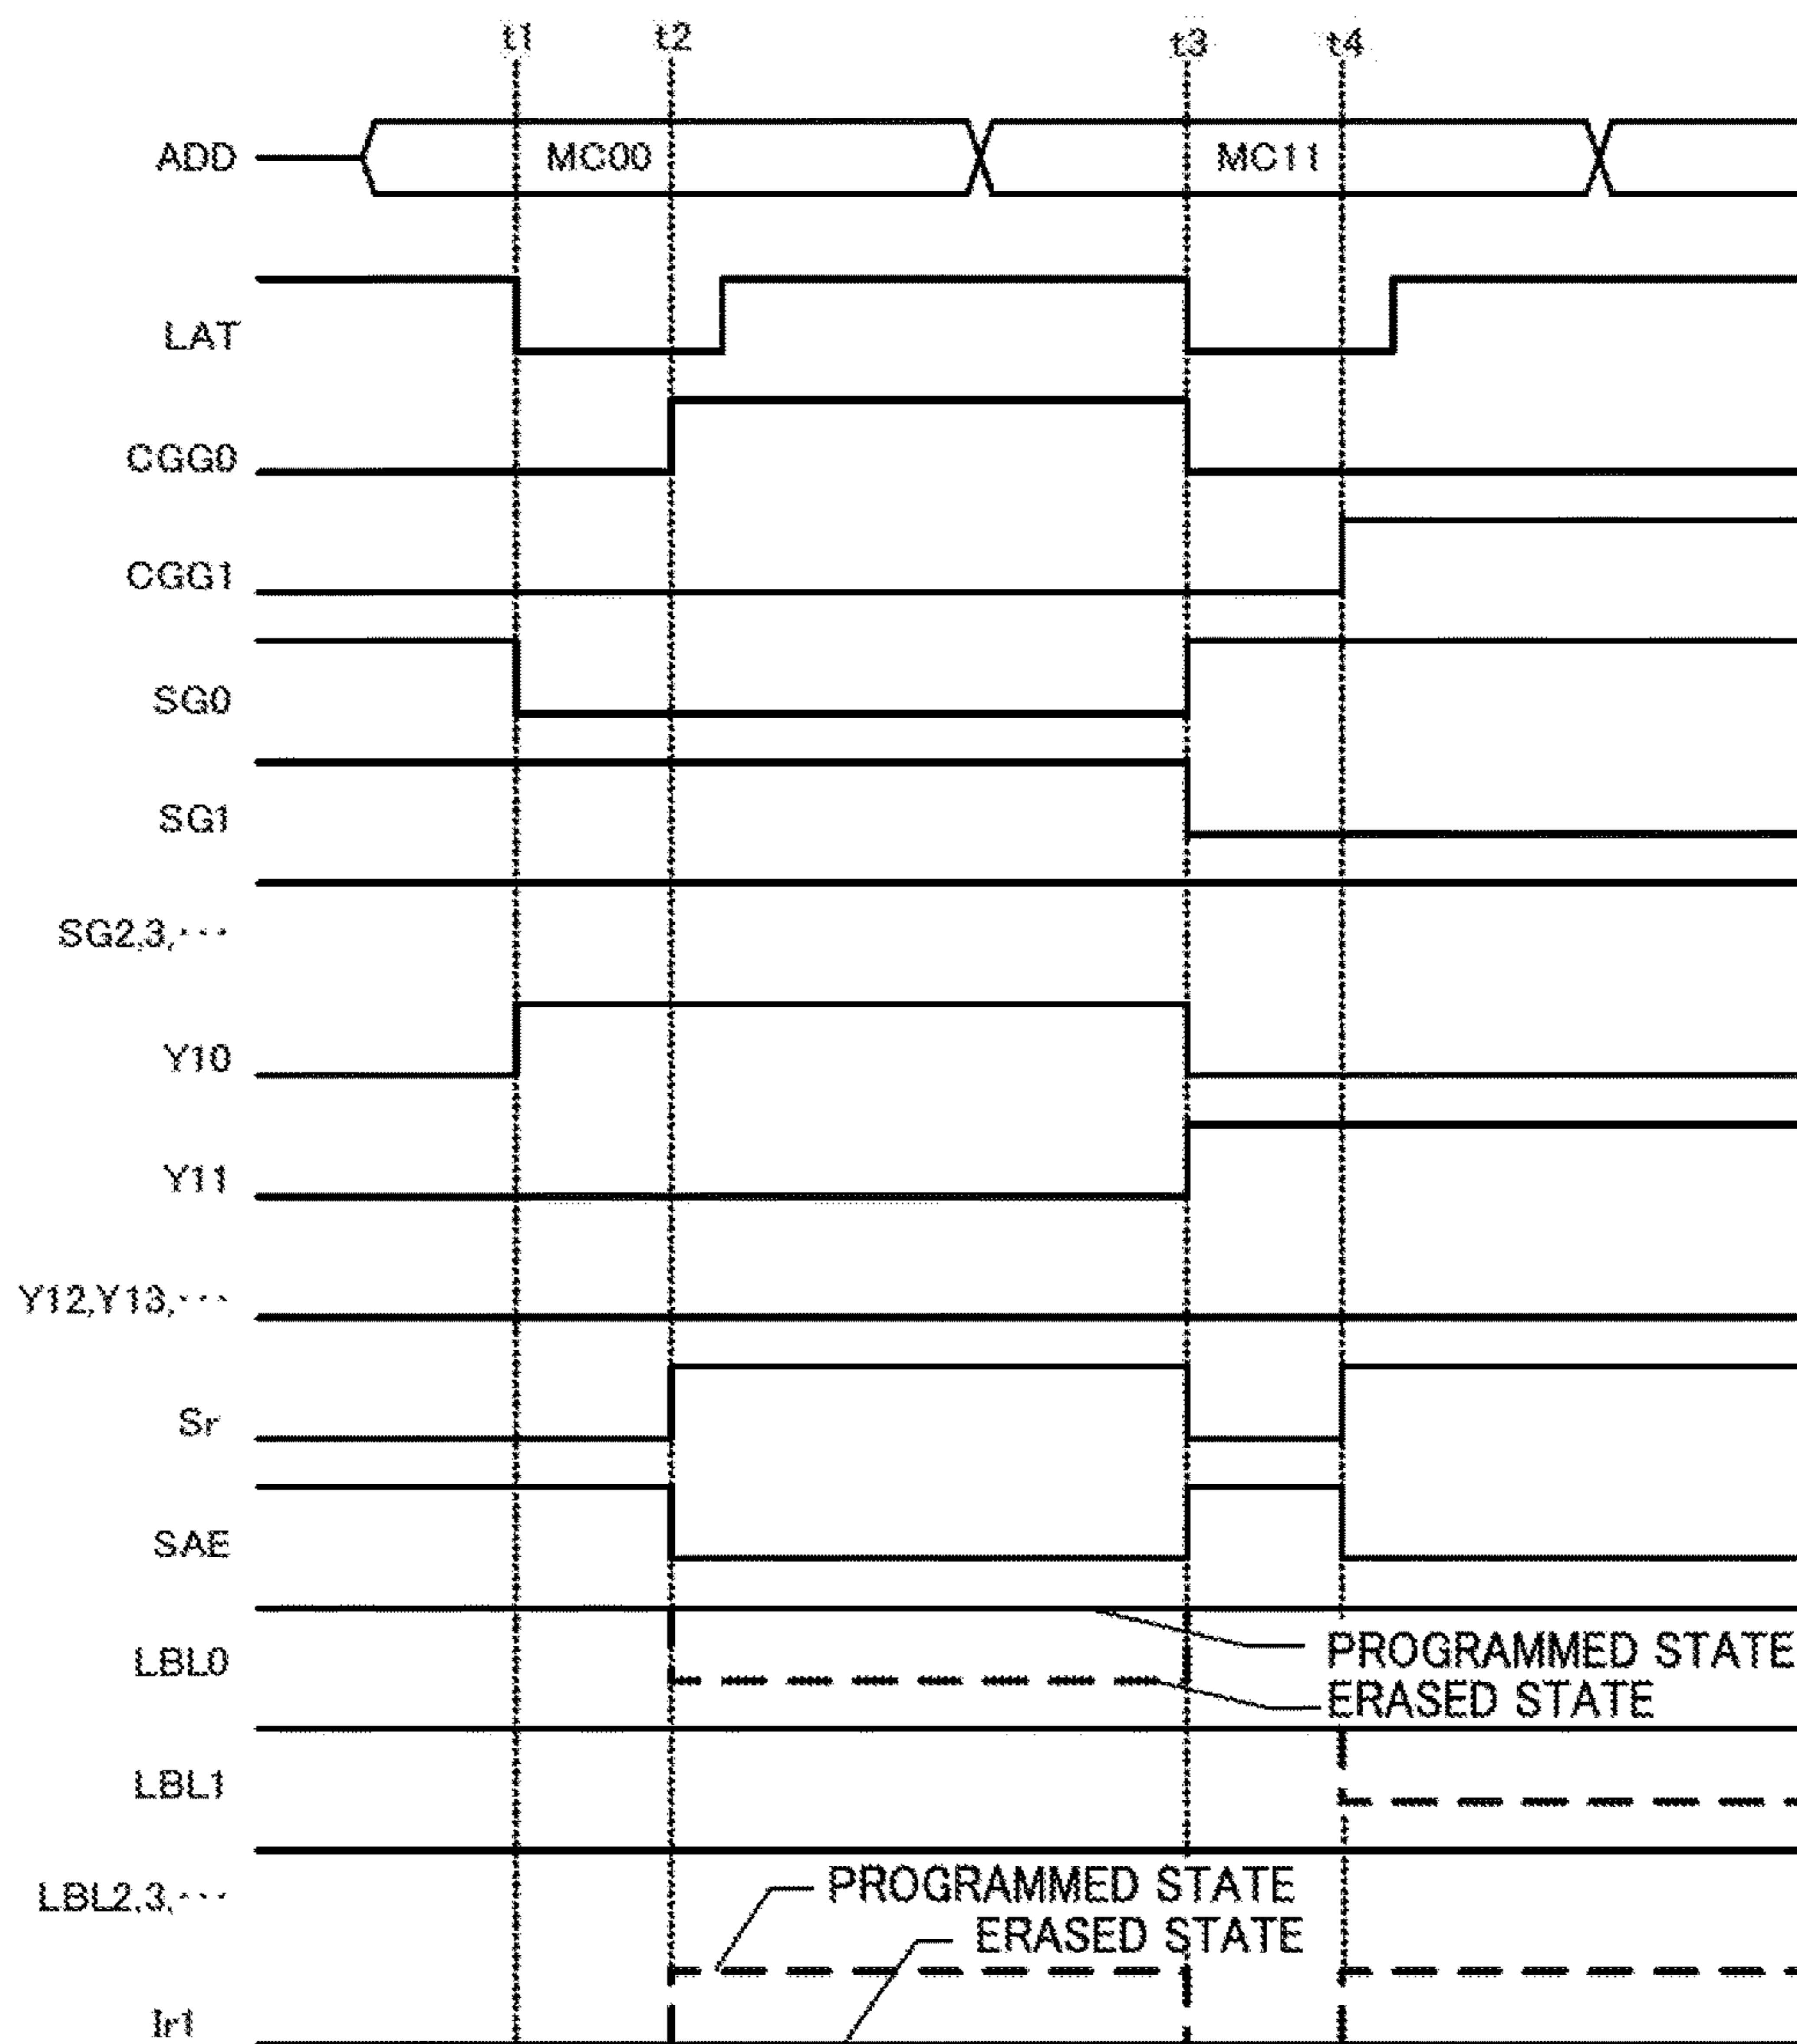 t1 t2 t3 t4
ADD MC00 MC11
LAT
CGG0
CGG1
SG0
SG1
SG2,3,···
Y10
Y11
Y12,Y13,···
Sr
SAE
PROGRAMMED STATE
LBL0
ERASED STATE
LBL1
PROGRAMMED STATE
LBL2,3,···
ERASED STATE
Ir1